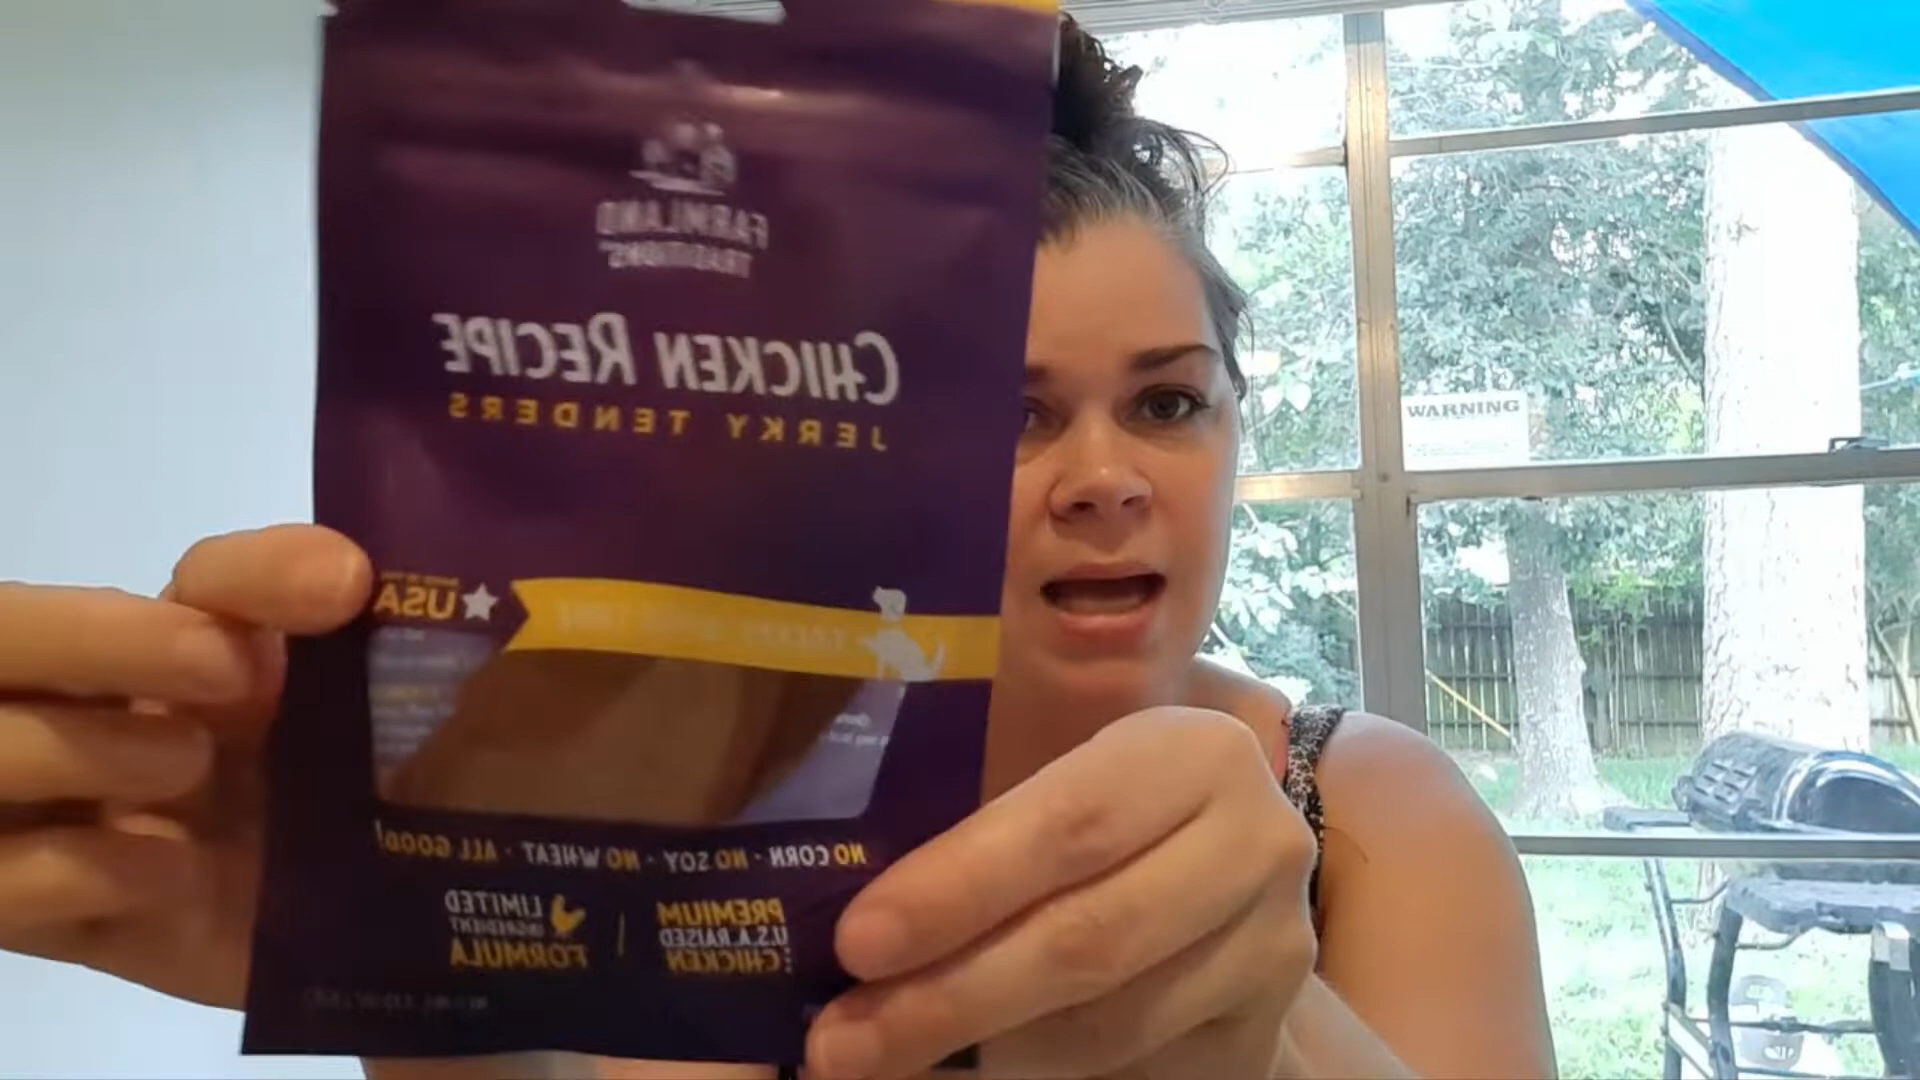 FARMLAND
TRADITIONS
CHICKEN RECIPE
JERKY TENDERS
USA
NO CORN · NO SOY · NO WHEAT · ALL GOOD!
PREMIUM
U.S.A. RAISED
CHICKEN
LIMITED
INGREDIENT
FORMULA
WARNING